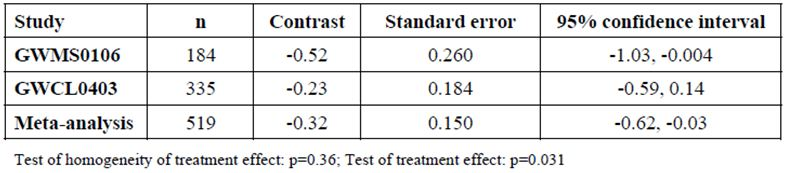 Study n Contrast Standard error 95% confidence interval
GWMS0106 184 -0.52 0.260 -1.03, -0.004
GWCL0403 335 -0.23 0.184 -0.59, 0.14
Meta-analysis 519 -0.32 0.150 -0.62, -0.03
Test of homogeneity of treatment effect: p=0.36; Test of treatment effect: p=0.031